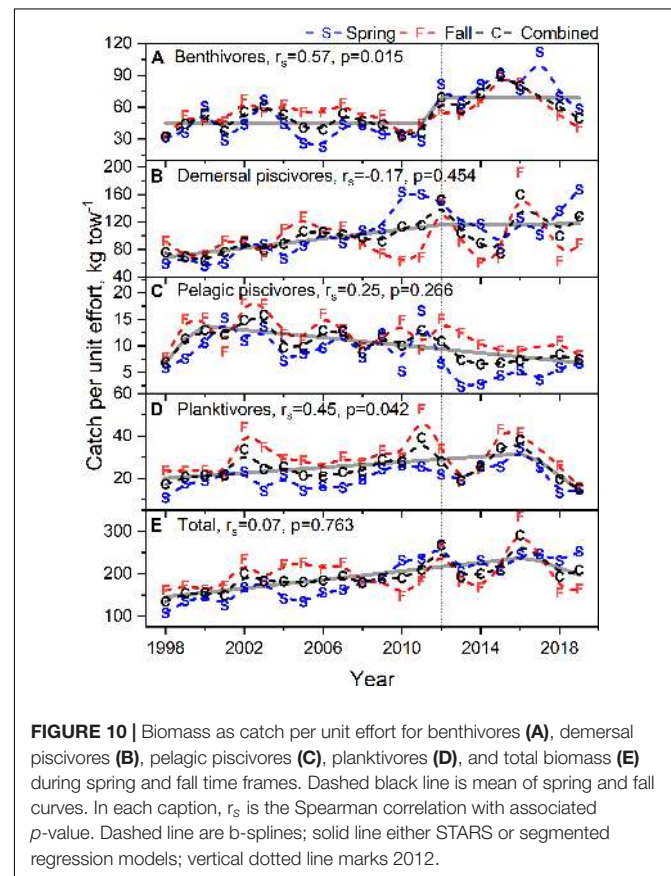 S Spring F Fall C Combined
A Benthivores, rs=0.57, p=0.015
120
90
60
30
B Demersal piscivores, rs=-0.17, p=0.454
200
160
120
80
40
C Pelagic piscivores, rs=0.25, p=0.266
20
15
10
5
60
D Planktivores, rs=0.45, p=0.042
40
20
E Total, rs=0.07, p=0.763
300
200
100
Catch per unit effort, kg tow-1
1998 2002 2006 2010 2014 2018
Year
FIGURE 10 | Biomass as catch per unit effort for benthivores (A), demersal
piscivores (B), pelagic piscivores (C), planktivores (D), and total biomass (E)
during spring and fall time frames. Dashed black line is mean of spring and fall
curves. In each caption, rs is the Spearman correlation with associated
p-value. Dashed line are b-splines; solid line either STARS or segmented
regression models; vertical dotted line marks 2012.